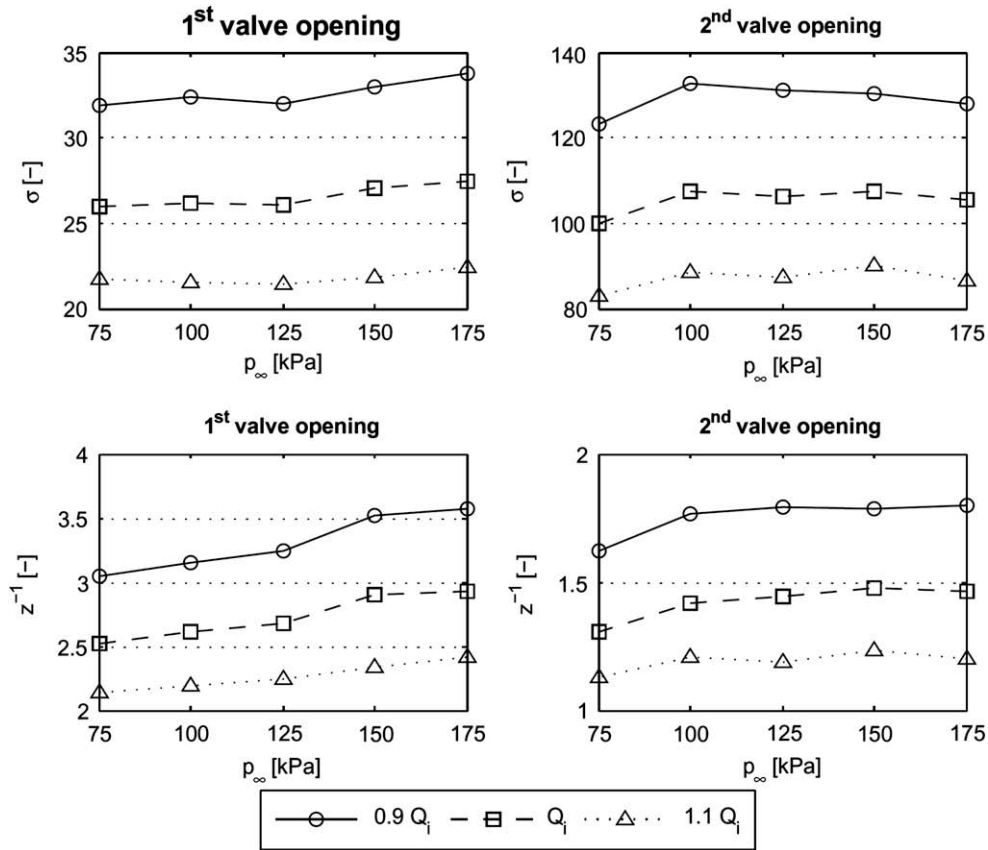 1st valve opening
35
30
25
20
σ [−]
75 100 125 150 175
p∞ [kPa]
2nd valve opening
140
120
100
80
σ [−]
75 100 125 150 175
p∞ [kPa]
1st valve opening
4
3.5
3
2.5
2
z−1 [−]
75 100 125 150 175
p∞ [kPa]
2nd valve opening
2
1.5
1
z−1 [−]
75 100 125 150 175
p∞ [kPa]
0.9 Qi Qi 1.1 Qi